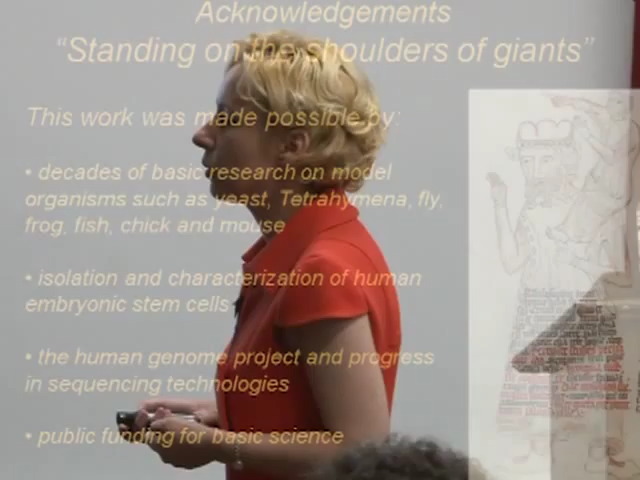 Acknowledgements
“Standing on the shoulders of giants”
This work was made possible by:
• decades of basic research on model
organisms such as yeast, Tetrahymena, fly,
frog, fish, chick and mouse
• isolation and characterization of human
embryonic stem cells
• the human genome project and progress
in sequencing technologies
• public funding for basic science